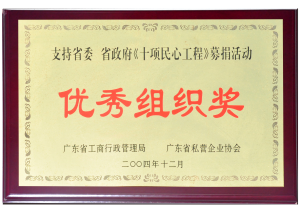 支持省委 省政府《十项民心工程》募捐活动
优秀组织奖
广东省工商行政管理局 广东省私营企业协会
二〇〇四年十二月